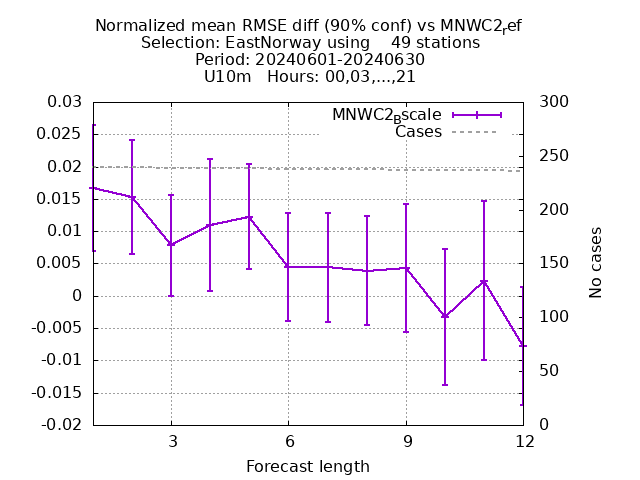 Normalized mean RMSE diff (90% conf) vs MNWC2ref
Selection: EastNorway using 49 stations
Period: 20240601-20240630
U10m Hours: 00,03,...,21
0.03
0.025
0.02
0.015
0.01
0.005
0
-0.005
-0.01
-0.015
-0.02
MNWC2Bscale
Cases
300
250
200
150
100
50
0
No cases
3 6 9 12
Forecast length